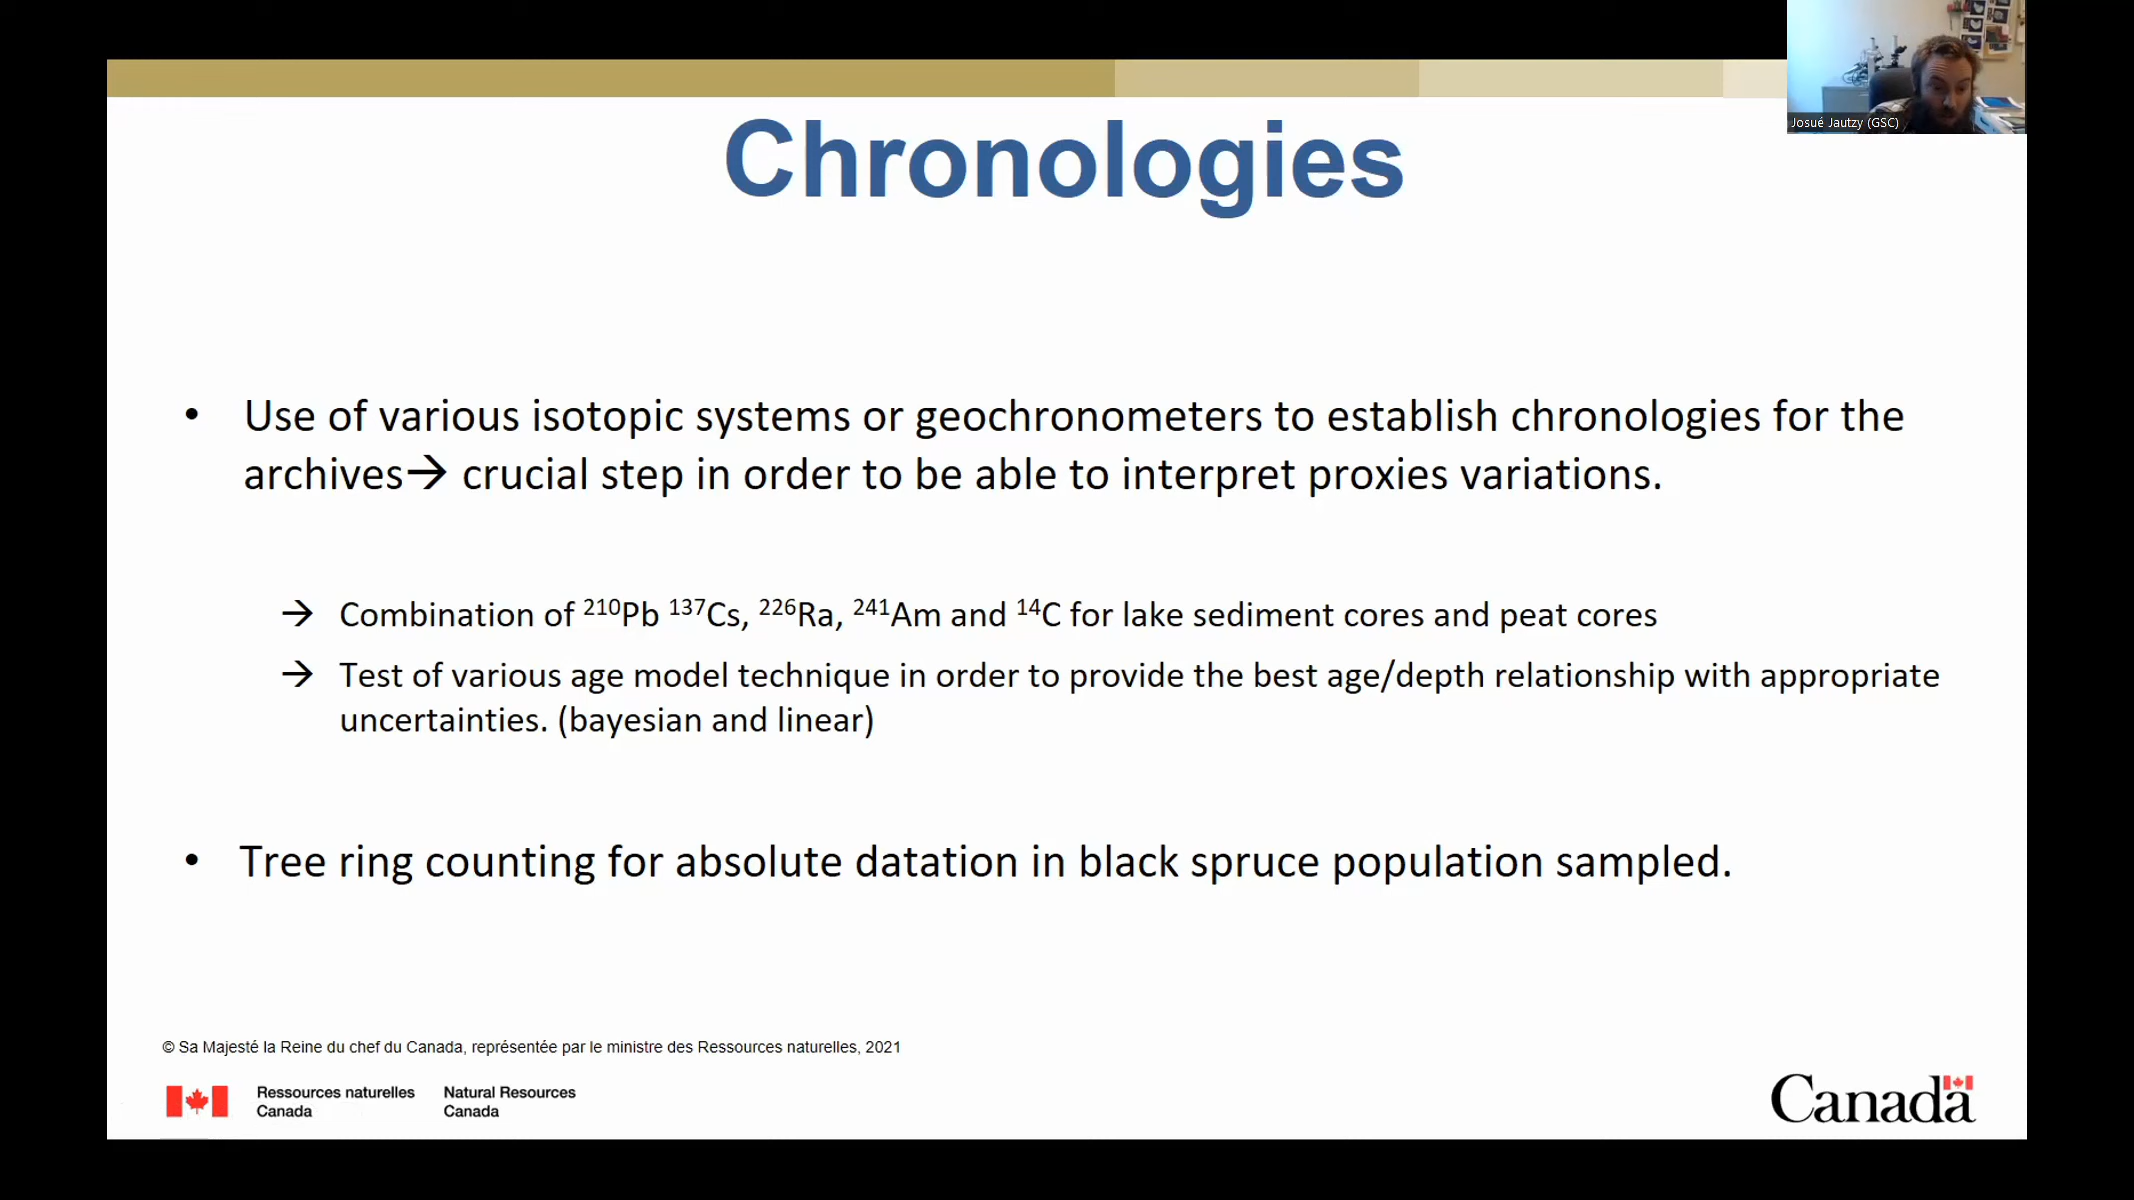 Josué Jautzy (GSC)
Chronologies
• Use of various isotopic systems or geochronometers to establish chronologies for the
archives→ crucial step in order to be able to interpret proxies variations.
→ Combination of ²¹⁰Pb ¹³⁷Cs, ²²⁶Ra, ²⁴¹Am and ¹⁴C for lake sediment cores and peat cores
→ Test of various age model technique in order to provide the best age/depth relationship with appropriate
uncertainties. (bayesian and linear)
• Tree ring counting for absolute datation in black spruce population sampled.
© Sa Majesté la Reine du chef du Canada, représentée par le ministre des Ressources naturelles, 2021
Ressources naturelles
Canada
Natural Resources
Canada
Canada